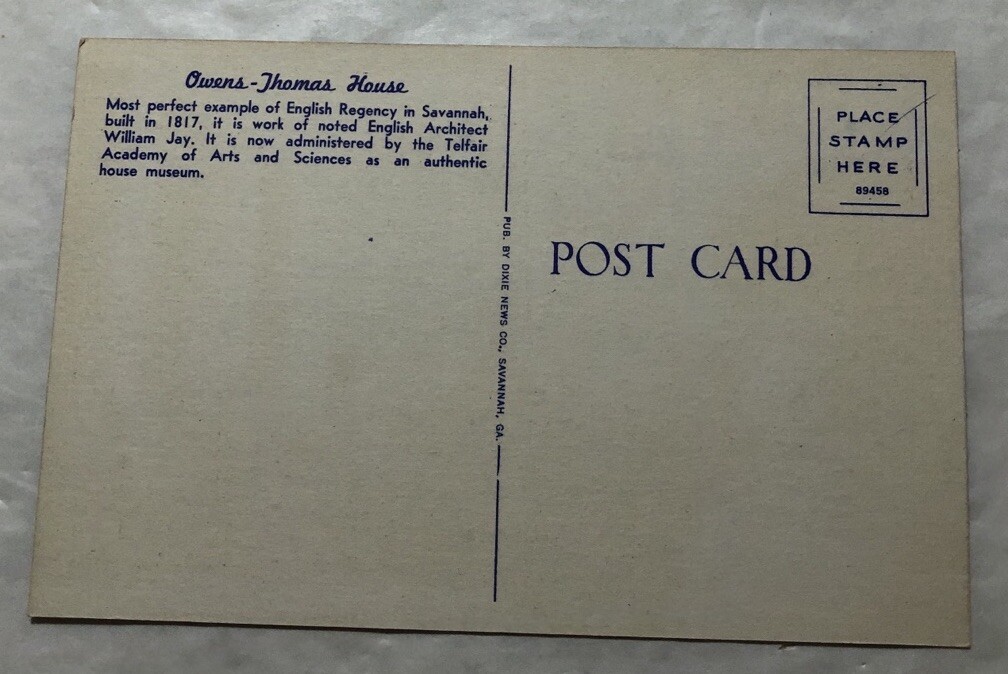 Owens-Thomas House
Most perfect example of English Regency in Savannah,
built in 1817, it is work of noted English Architect
William Jay. It is now administered by the Telfair
Academy of Arts and Sciences as an authentic
house museum.
PUB. BY DIXIE NEWS CO., SAVANNAH, GA.
PLACE
STAMP
HERE
89458
POST CARD